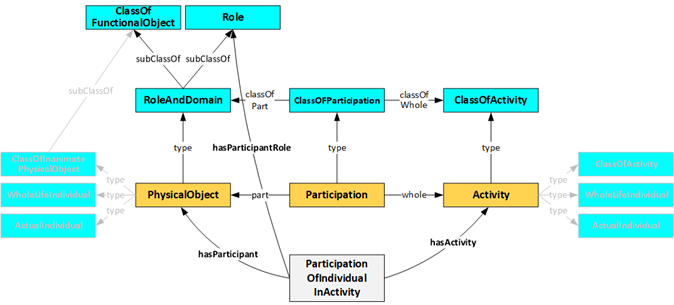 ClassOf
FunctionalObject
Role
subClassOf
subClassOf
subClassOf
RoleAndDomain
classOf
Part
ClassOFParticipation
classOf
Whole
ClassOfActivity
type
hasParticipantRole
type
type
ClassOfInanimate
PhysicalObject
type
ClassOfActivity
type
WholeLifeIndividual
type
PhysicalObject
part
Participation
whole
Activity
type
WholeLifeIndividual
ActualIndividual
type
type
ActualIndividual
hasParticipant
hasActivity
Participation
OfIndividual
InActivity